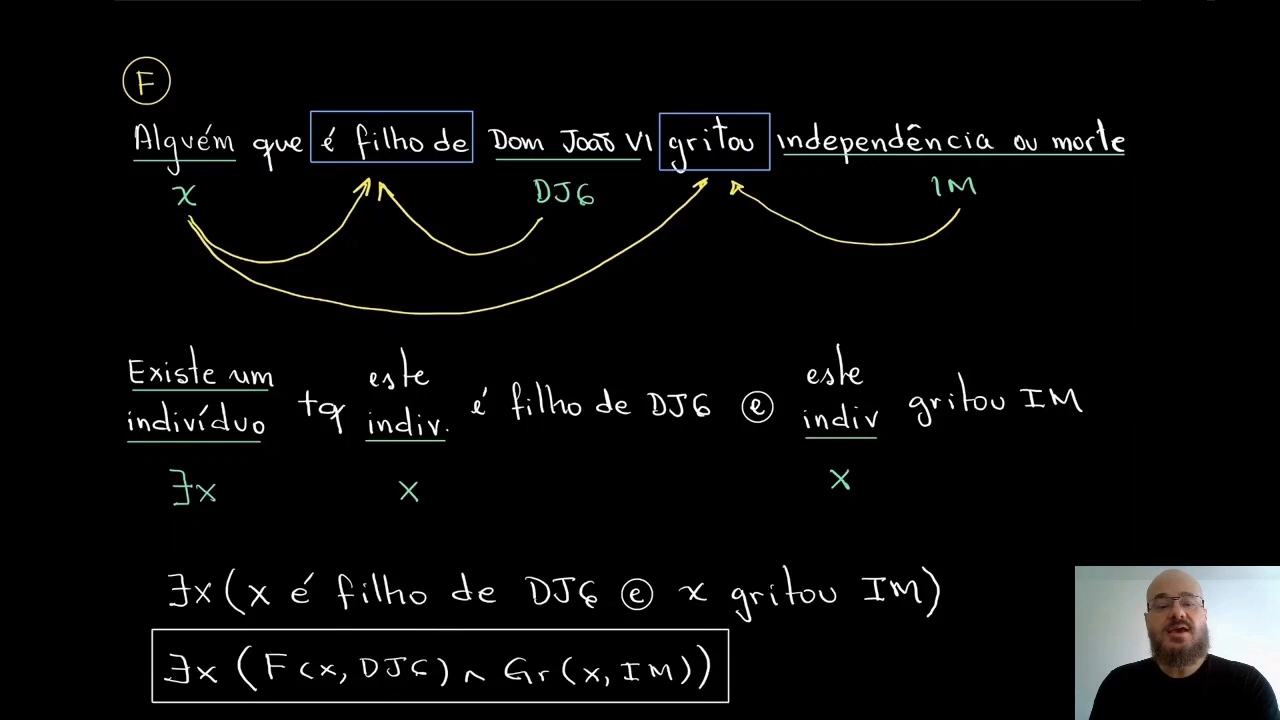 F
Alguém que é filho de Dom João VI gritou independência ou morte
x DJ6 IM
Existe um indivíduo tq este indiv. é filho de DJ6 e este indiv gritou IM
∃x x x
∃x(x é filho de DJ6 e x gritou IM)
∃x(F(x, DJ6) ∧ Gr(x, IM))